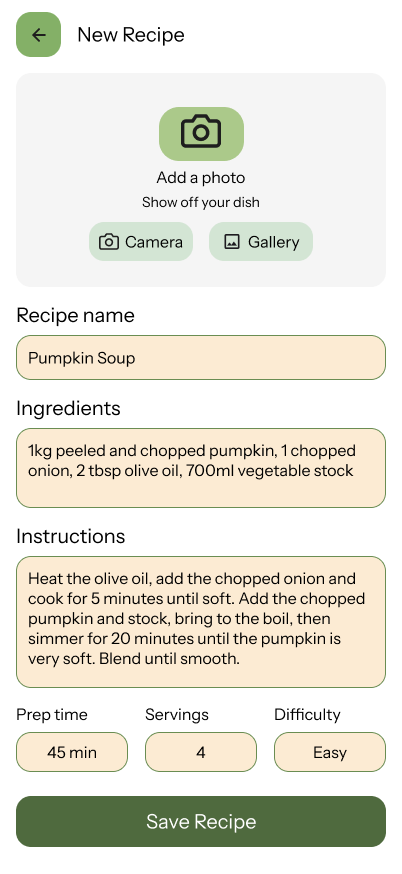 New Recipe
Add a photo
Show off your dish
Camera
Gallery
Recipe name
Pumpkin Soup
Ingredients
1kg peeled and chopped pumpkin, 1 chopped
onion, 2 tbsp olive oil, 700ml vegetable stock
Instructions
Heat the olive oil, add the chopped onion and
cook for 5 minutes until soft. Add the chopped
pumpkin and stock, bring to the boil, then
simmer for 20 minutes until the pumpkin is
very soft. Blend until smooth.
Prep time
Servings
Difficulty
45 min
4
Easy
Save Recipe